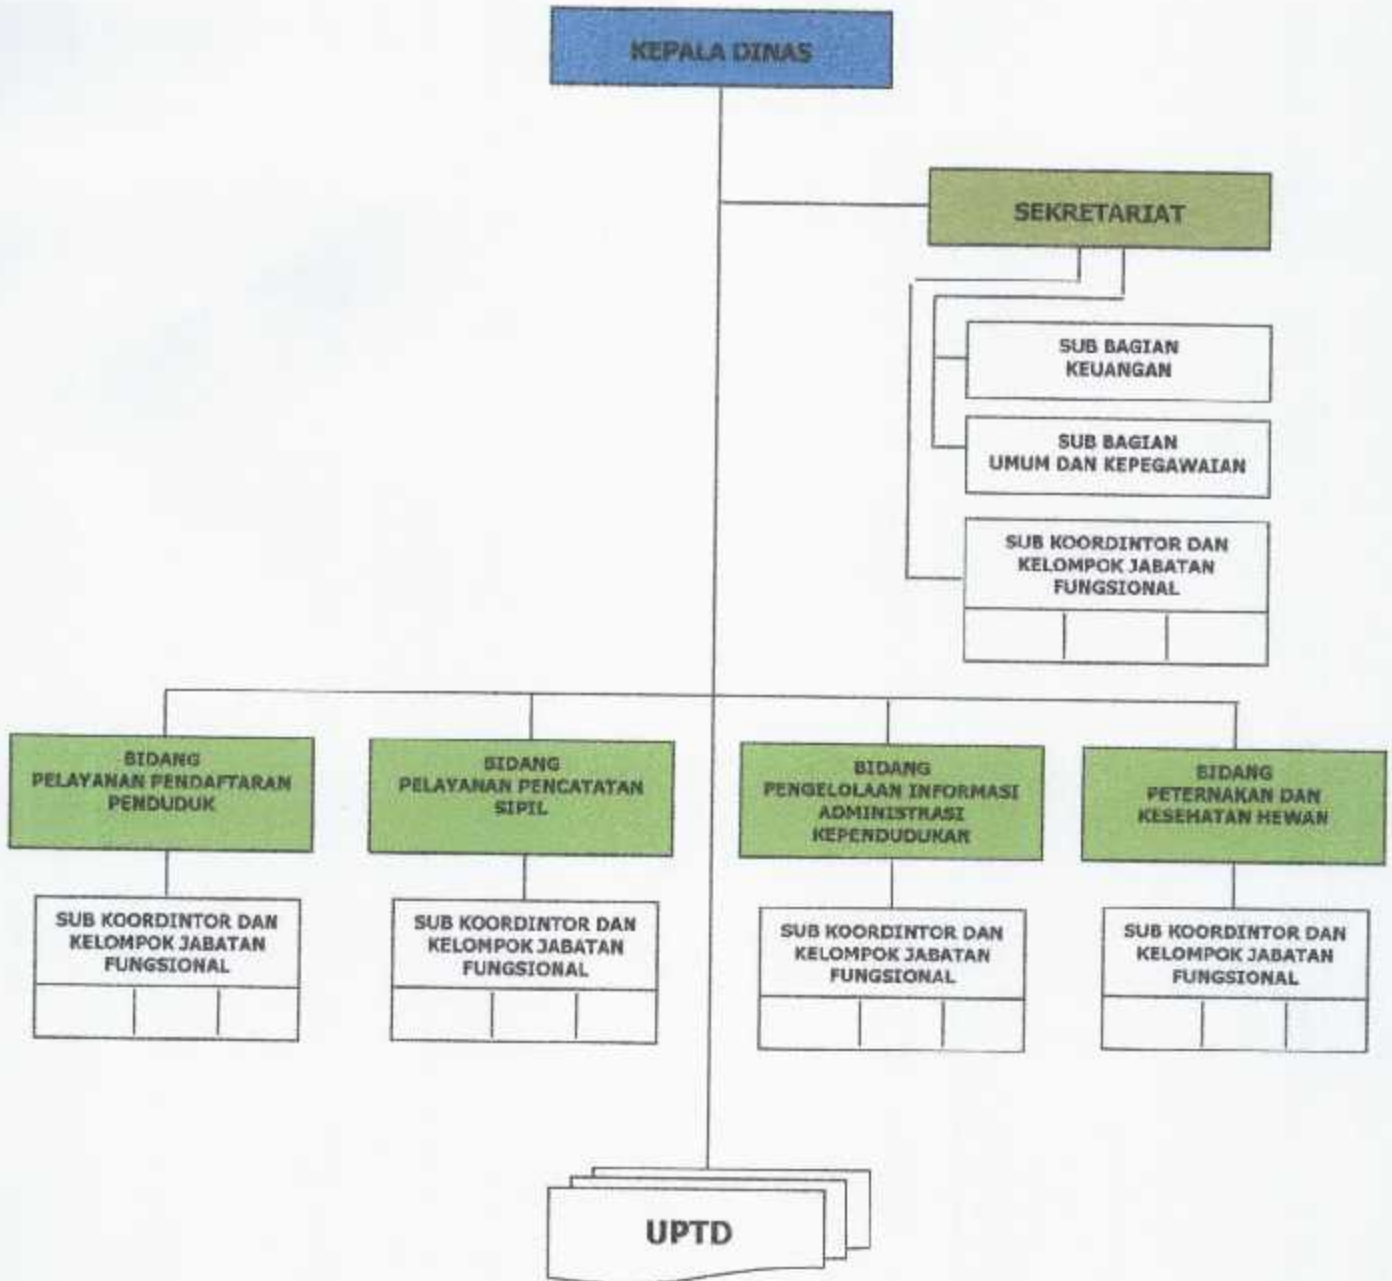 KEPALA DINAS
SEKRETARIAT
SUB BAGIAN
KEUANGAN
SUB BAGIAN
UMUM DAN KEPEGAWAIAN
SUB KOORDINTOR DAN
KELOMPOK JABATAN
FUNGSIONAL
BIDANG
PELAYANAN PENDAFTARAN
PENDUDUK
BIDANG
PELAYANAN PENCATATAN
SIPIL
BIDANG
PENGELOLAAN INFORMASI
ADMINISTRASI
KEPENDUDUKAN
BIDANG
PETERNAKAN DAN
KESEHATAN HEWAN
SUB KOORDINTOR DAN
KELOMPOK JABATAN
FUNGSIONAL
SUB KOORDINTOR DAN
KELOMPOK JABATAN
FUNGSIONAL
SUB KOORDINTOR DAN
KELOMPOK JABATAN
FUNGSIONAL
SUB KOORDINTOR DAN
KELOMPOK JABATAN
FUNGSIONAL
UPTD